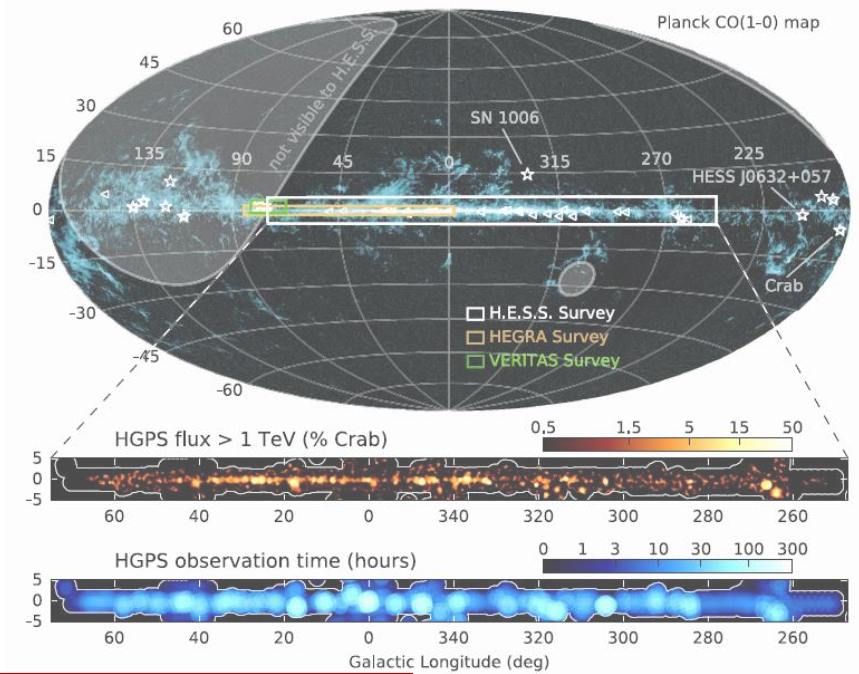 Planck CO(1-0) map
60
45
30
15
0
-15
-30
-45
-60
135
90
45
0
315
270
225
not visible to H.E.S.S.
SN 1006
HESS J0632+057
Crab
H.E.S.S. Survey
HEGRA Survey
VERITAS Survey
HGPS flux > 1 TeV (% Crab)
0.5 1.5 5 15 50
5
0
-5
60 40 20 0 340 320 300 280 260
HGPS observation time (hours)
0 1 3 10 30 100 300
5
0
-5
60 40 20 0 340 320 300 280 260
Galactic Longitude (deg)